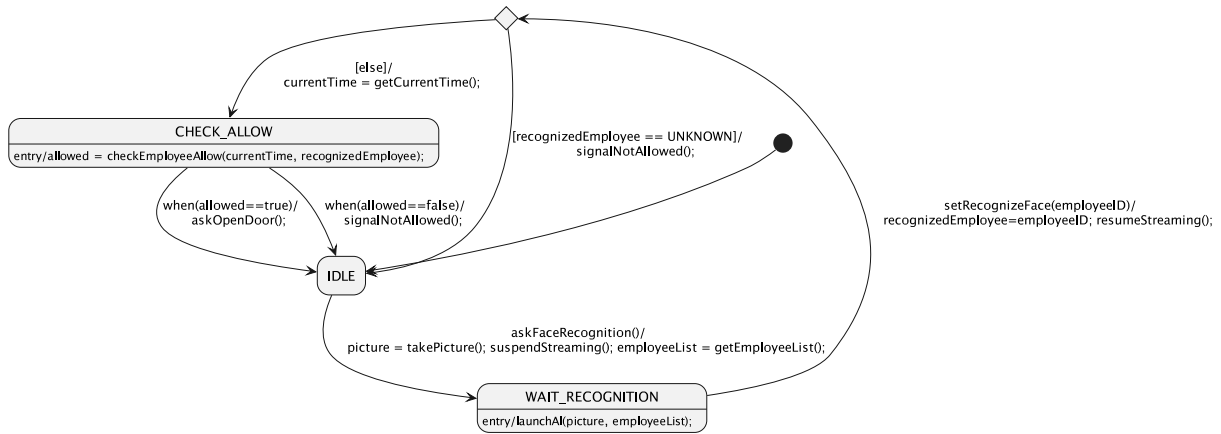 [else]/
currentTime = getCurrentTime();
CHECK_ALLOW
entry/allowed = checkEmployeeAllow(currentTime, recognizedEmployee);
[recognizedEmployee == UNKNOWN]/
signalNotAllowed();
when(allowed==true)/
askOpenDoor();
when(allowed==false)/
signalNotAllowed();
setRecognizeFace(employeeID)/
recognizedEmployee=employeeID; resumeStreaming();
IDLE
askFaceRecognition()/
picture = takePicture(); suspendStreaming(); employeeList = getEmployeeList();
WAIT_RECOGNITION
entry/launchAI(picture, employeeList);